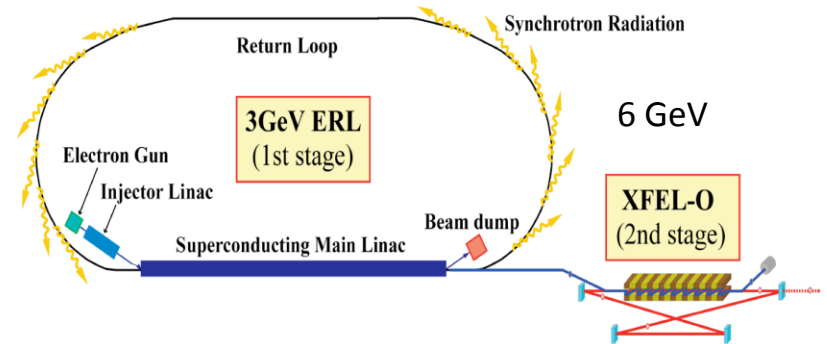 Synchrotron Radiation
Return Loop
3GeV ERL
(1st stage)
6 GeV
Electron Gun
Injector Linac
XFEL-O
(2nd stage)
Beam dump
Superconducting Main Linac